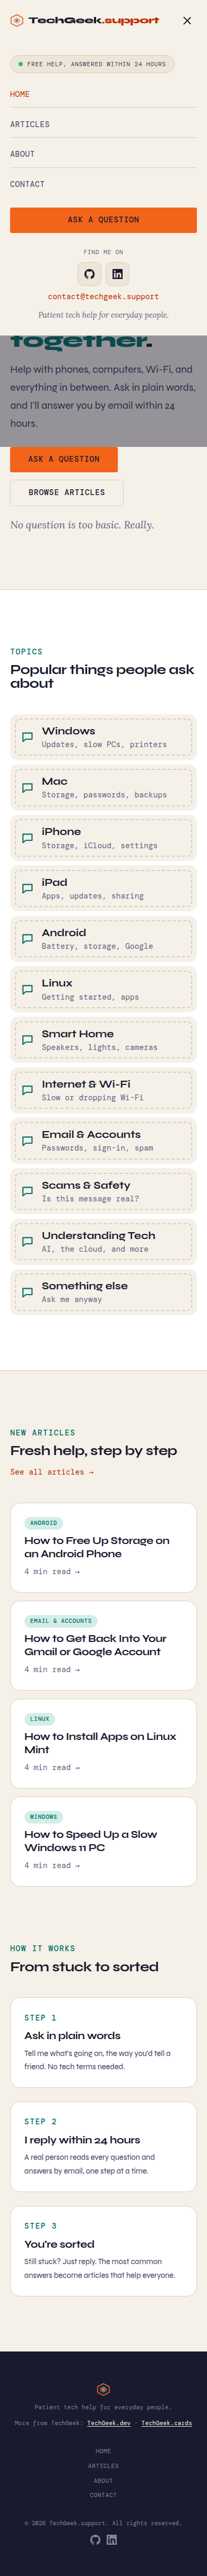 TechGeek.support
FREE HELP, ANSWERED WITHIN 24 HOURS
HOME
ARTICLES
ABOUT
CONTACT
ASK A QUESTION
FIND ME ON
contact@techgeek.support
Patient tech help for everyday people.
together.
Help with phones, computers, Wi-Fi, and
everything in between. Ask in plain words,
and I'll answer you by email within 24
hours.
ASK A QUESTION
BROWSE ARTICLES
No question is too basic. Really.
TOPICS
Popular things people ask
about
Windows
Updates, slow PCs, printers
Mac
Storage, passwords, backups
iPhone
Storage, iCloud, settings
iPad
Apps, updates, sharing
Android
Battery, storage, Google
Linux
Getting started, apps
Smart Home
Speakers, lights, cameras
Internet & Wi-Fi
Slow or dropping Wi-Fi
Email & Accounts
Passwords, sign-in, spam
Scams & Safety
Is this message real?
Understanding Tech
AI, the cloud, and more
Something else
Ask me anyway
NEW ARTICLES
Fresh help, step by step
See all articles →
ANDROID
How to Free Up Storage on
an Android Phone
4 min read →
EMAIL & ACCOUNTS
How to Get Back Into Your
Gmail or Google Account
4 min read →
LINUX
How to Install Apps on Linux
Mint
4 min read →
WINDOWS
How to Speed Up a Slow
Windows 11 PC
4 min read →
HOW IT WORKS
From stuck to sorted
STEP 1
Ask in plain words
Tell me what's going on, the way you'd tell a
friend. No tech terms needed.
STEP 2
I reply within 24 hours
A real person reads every question and
answers by email, one step at a time.
STEP 3
You're sorted
Still stuck? Just reply. The most common
answers become articles that help everyone.
Patient tech help for everyday people.
More from TechGeek: TechGeek.dev · TechGeek.cards
HOME
ARTICLES
ABOUT
CONTACT
© 2026 TechGeek.support. All rights reserved.